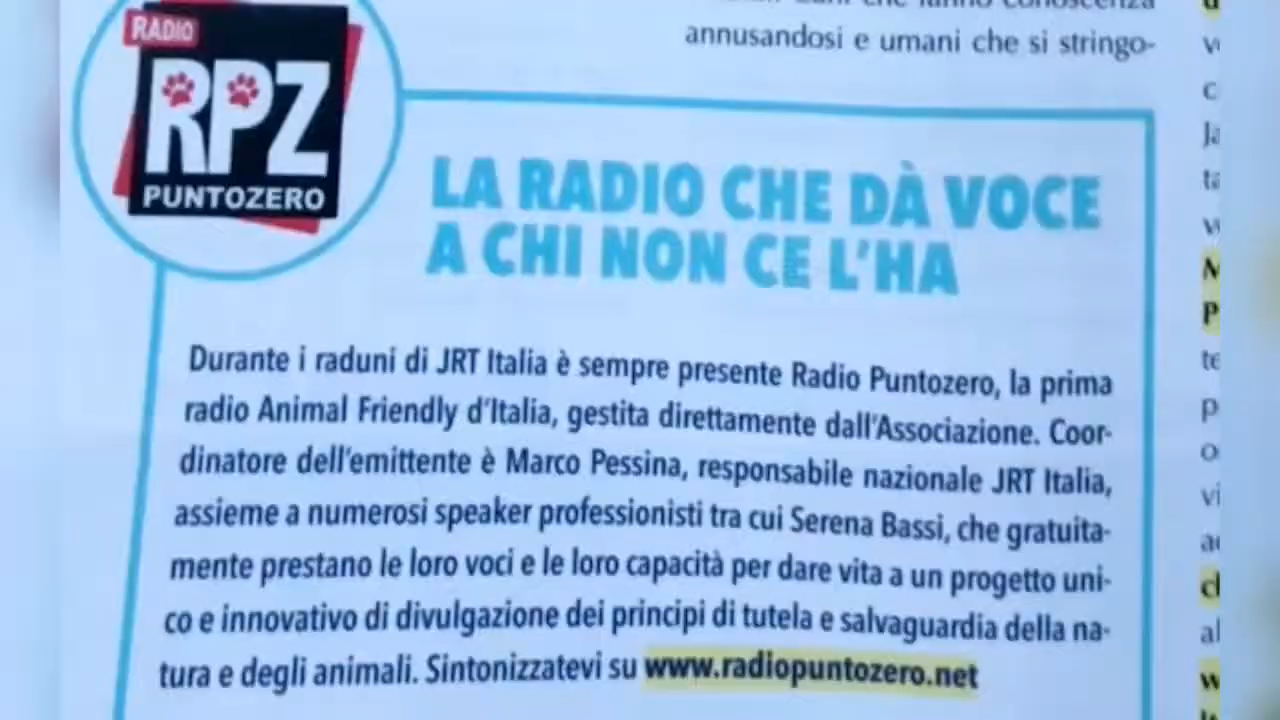 annusandosi e umani che si stringo-
RADIO
RPZ
PUNTOZERO
LA RADIO CHE DÀ VOCE
A CHI NON CE L'HA
Durante i raduni di JRT Italia è sempre presente Radio Puntozero, la prima
radio Animal Friendly d'Italia, gestita direttamente dall'Associazione. Coor-
dinatore dell'emittente è Marco Pessina, responsabile nazionale JRT Italia,
assieme a numerosi speaker professionisti tra cui Serena Bassi, che gratuita-
mente prestano le loro voci e le loro capacità per dare vita a un progetto uni-
co e innovativo di divulgazione dei principi di tutela e salvaguardia della na-
tura e degli animali. Sintonizzatevi su www.radiopuntozero.net